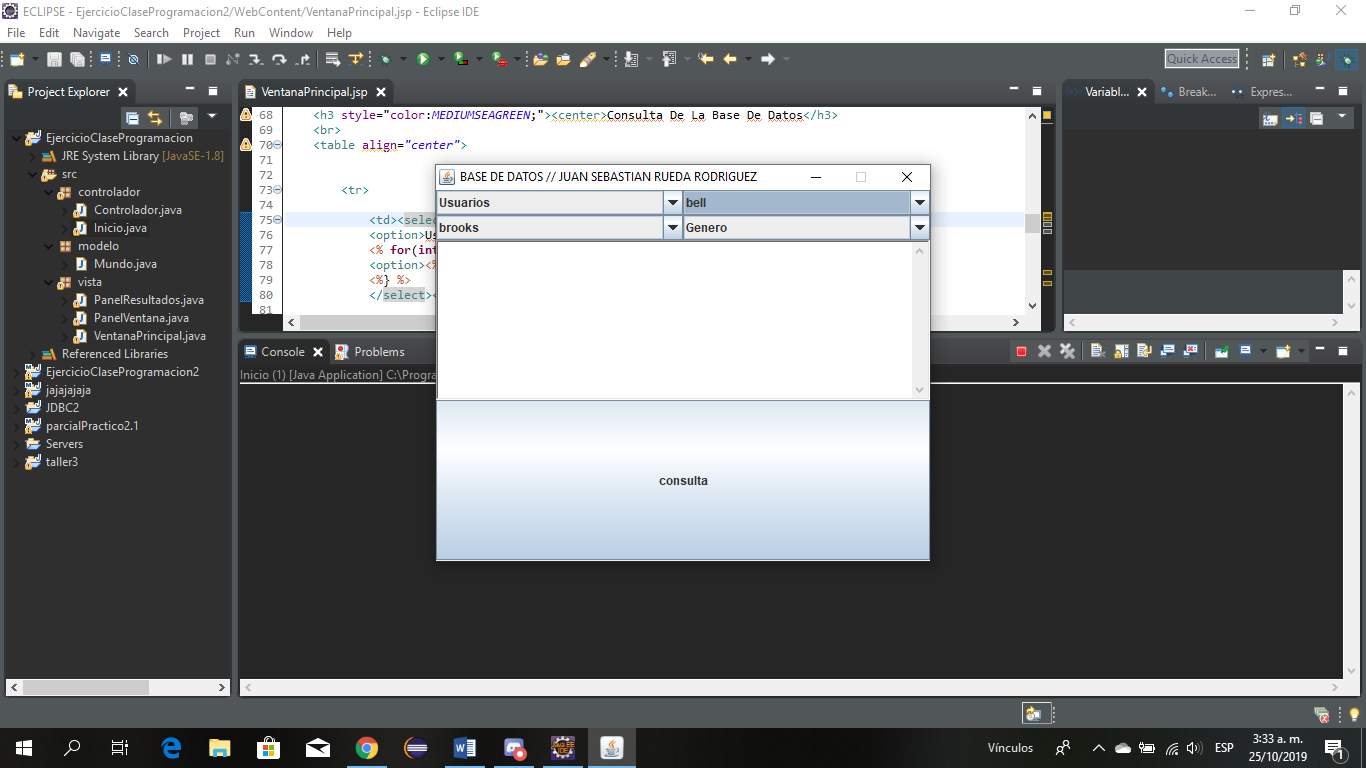 ECLIPSE - EjercicioClaseProgramacion2/WebContent/VentanaPrincipal.jsp - Eclipse IDE
File Edit Navigate Search Project Run Window Help
Quick Access
Project Explorer
EjercicioClaseProgramacion
JRE System Library [JavaSE-1.8]
src
controlador
Controlador.java
Inicio.java
modelo
Mundo.java
vista
PanelResultados.java
PanelVentana.java
VentanaPrincipal.java
Referenced Libraries
EjercicioClaseProgramacion2
jajajajaja
JDBC2
parcialPractico2.1
Servers
taller3
VentanaPrincipal.jsp
68 <h3 style="color:MEDIUMSEAGREEN;"><center>Consulta De La Base De Datos</h3>
69 <br>
70 <table align="center">
71
72
73 <tr>
74
75 <td><selec
76 <option>Us
77 <% for(int
78 <option><%
79 <%} %>
80 </select><
81
BASE DE DATOS // JUAN SEBASTIAN RUEDA RODRIGUEZ
Usuarios bell
brooks Genero
consulta
Variabl... Break... Expres...
Console Problems
Inicio (1) [Java Application] C:\Progra
Vínculos
ESP
3:33 a. m.
25/10/2019
1